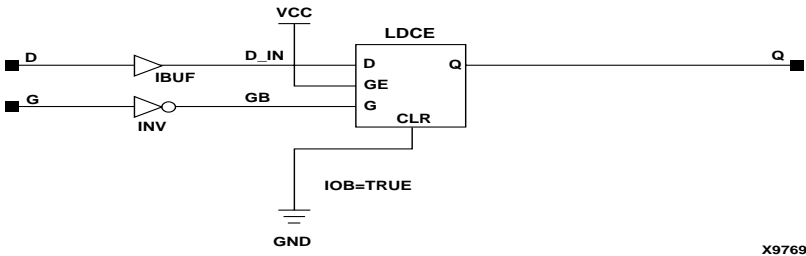 VCC
LDCE
D
D_IN
D
Q
Q
IBUF
GE
G
GB
G
INV
CLR
IOB=TRUE
GND
X9769